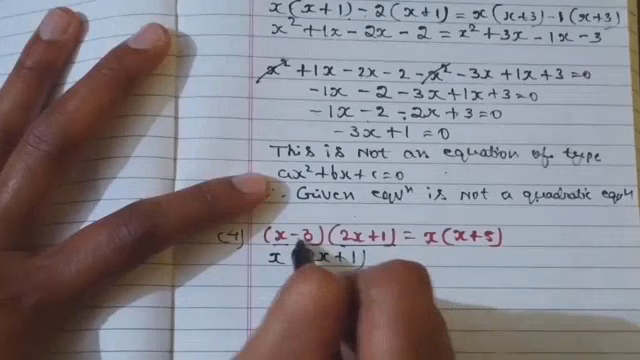 x(x+1) - 2(x+1) = x(x+3) - 1(x+3)
x² + 1x - 2x - 2 = x² + 3x - 1x - 3
x² + 1x - 2x - 2 - x² - 3x + 1x + 3 = 0
- 1x - 2 - 3x + 1x + 3 = 0
- 1x - 2 - 2x + 3 = 0
- 3x + 1 = 0
This is Not an equation of type
ax² + bx + c = 0
∴ Given eqwⁿ is Not a quadratic eqwⁿ
(4) (x-3)(2x+1) = x(x+5)
x x+1)